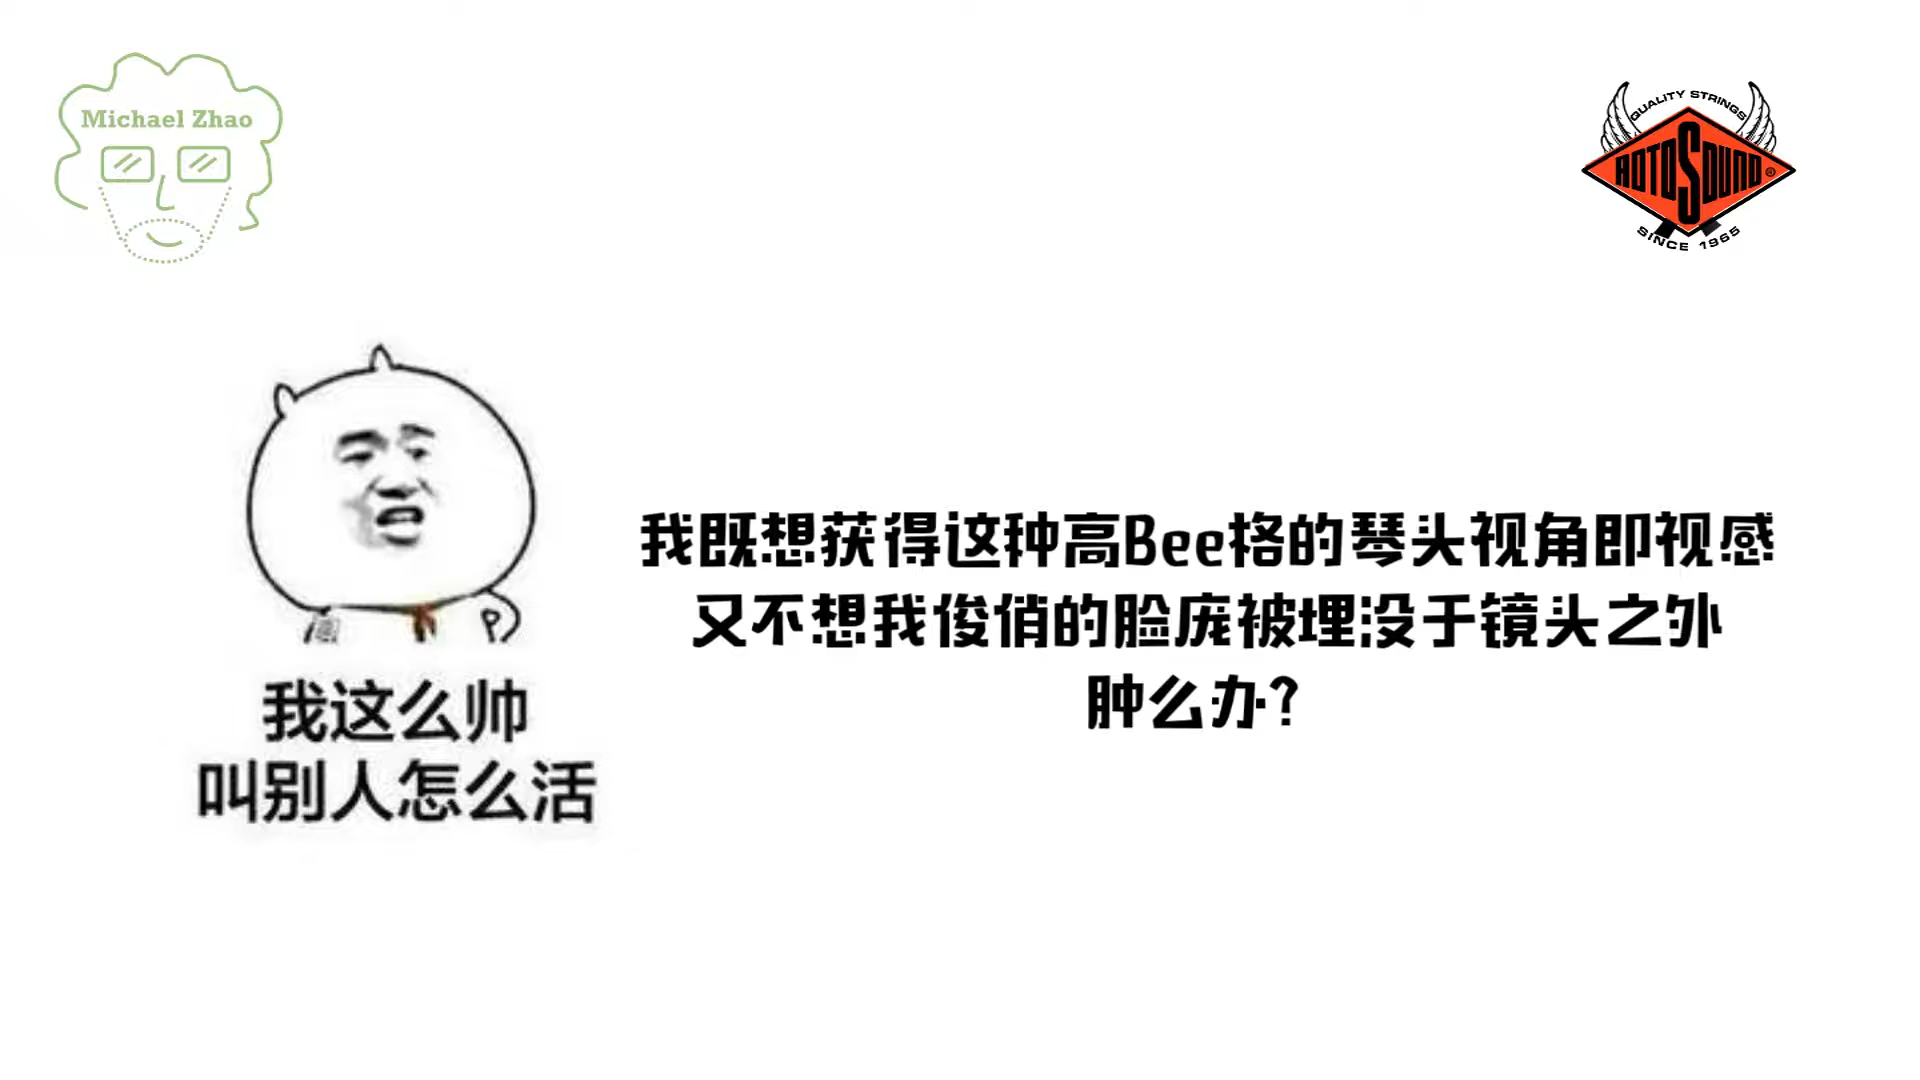 Michael Zhao
QUALITY STRINGS
ROTOSOUND®
SINCE 1965
我既想获得这种高Bee格的琴头视角即视感
又不想我俊俏的脸庞被埋没于镜头之外
肿么办?
我这么帅
叫别人怎么活